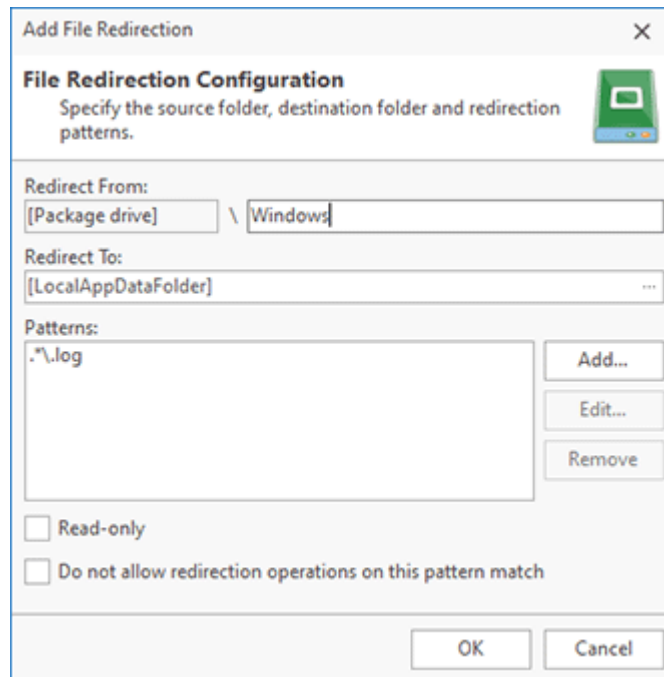 Add File Redirection
File Redirection Configuration
Specify the source folder, destination folder and redirection
patterns.
Redirect From:
[Package drive] \ Windows
Redirect To:
[LocalAppDataFolder] ...
Patterns:
.*\.log
Add...
Edit...
Remove
Read-only
Do not allow redirection operations on this pattern match
OK Cancel